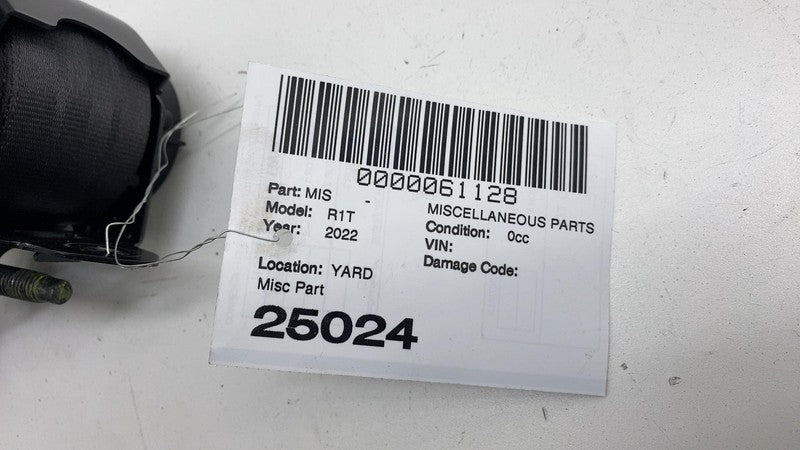 0000061128
Part: MIS - MISCELLANEOUS PARTS
Model: R1T Condition: 0cc
Year: 2022 VIN:
Location: YARD Damage Code:
Misc Part
25024